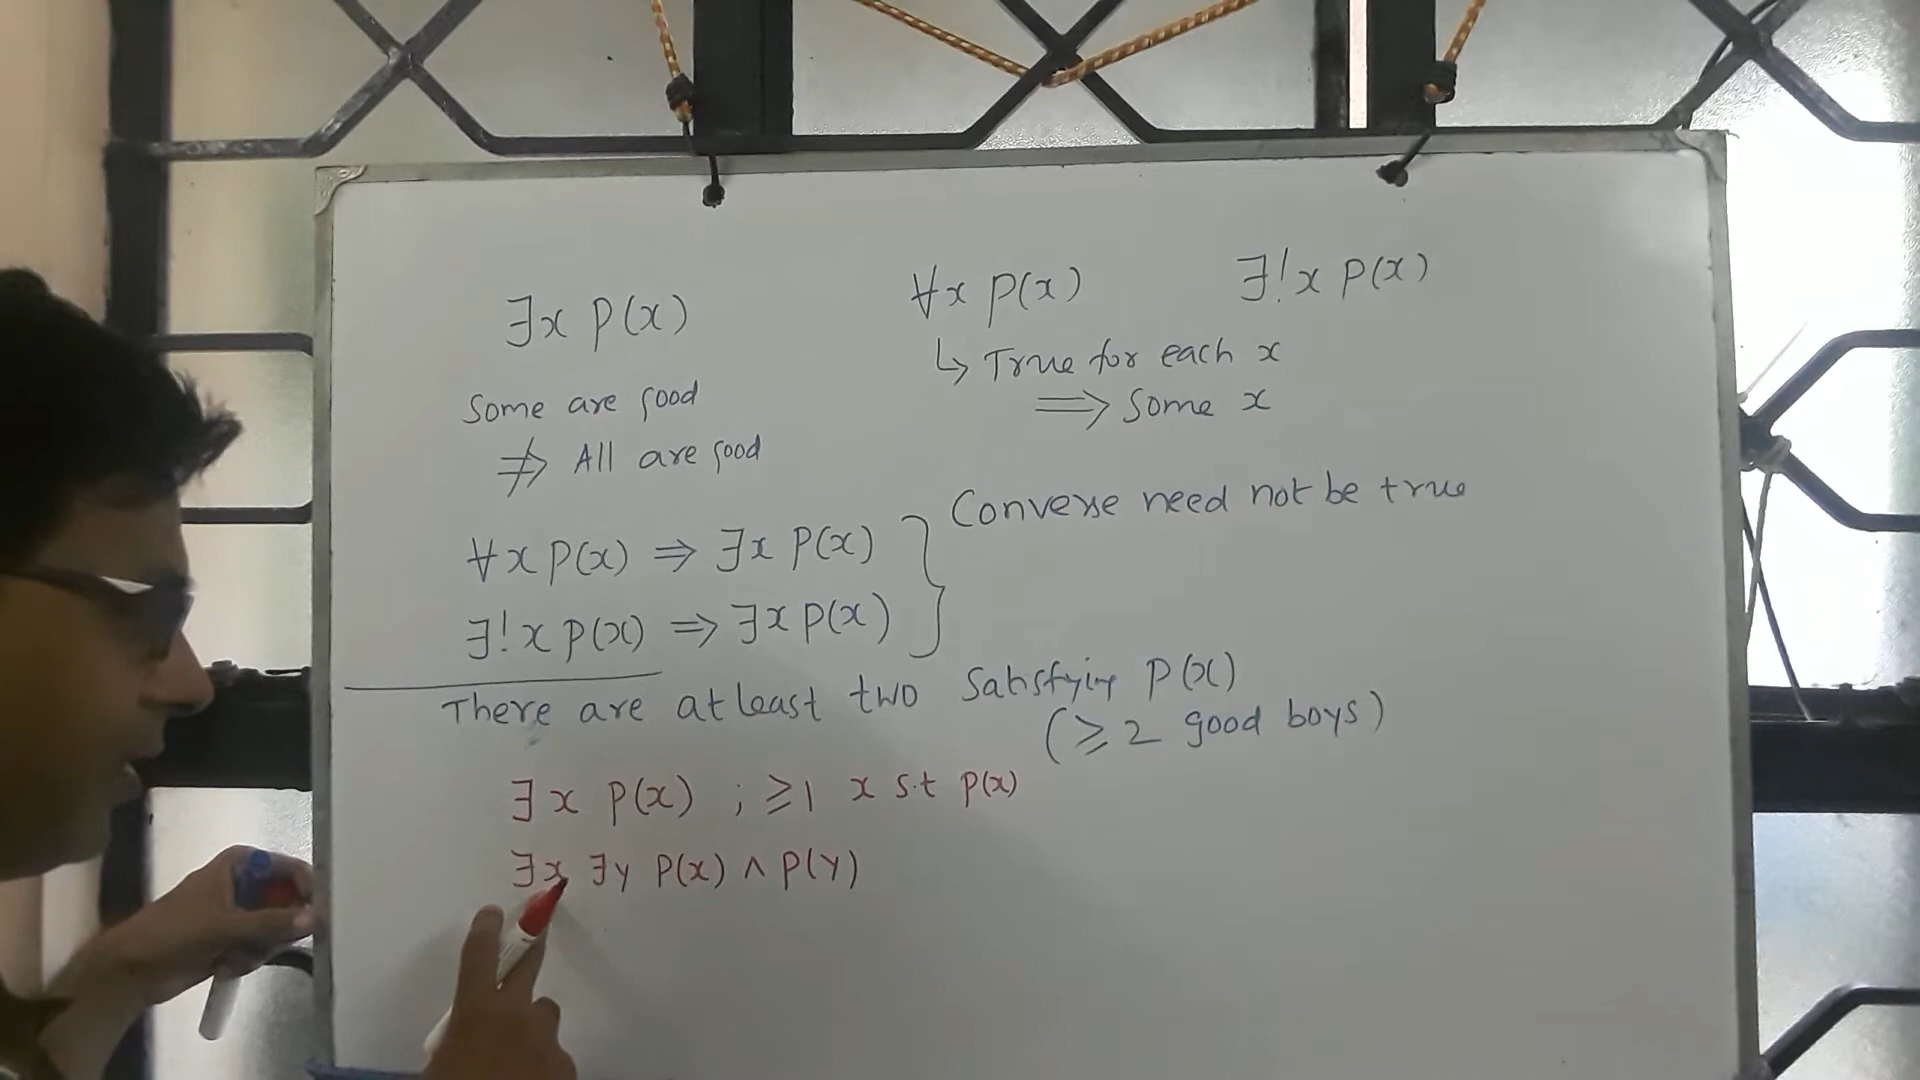 ∃x P(x)
∀x P(x)
∃!x P(x)
↳ True for each x
⟹ Some x
Some are good
⇏ All are good
∀x P(x) ⇒ ∃x P(x)
∃!x P(x) ⇒ ∃x P(x)
Converse need not be true
There are atleast two satisfying P(x)
(≥ 2 good boys)
∃x P(x) ; ≥1 x s.t P(x)
∃x ∃y P(x) ∧ P(y)